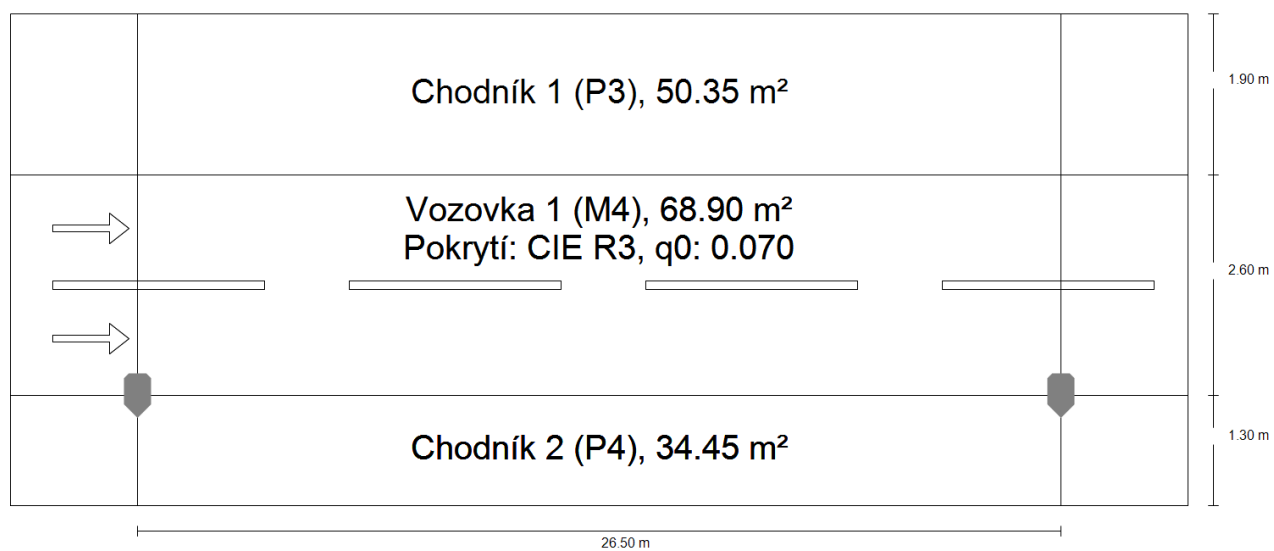 Chodník 1 (P3), 50.35 m²
1.90 m
Vozovka 1 (M4), 68.90 m²
Pokrytí: CIE R3, q0: 0.070
2.60 m
Chodník 2 (P4), 34.45 m²
1.30 m
26.50 m